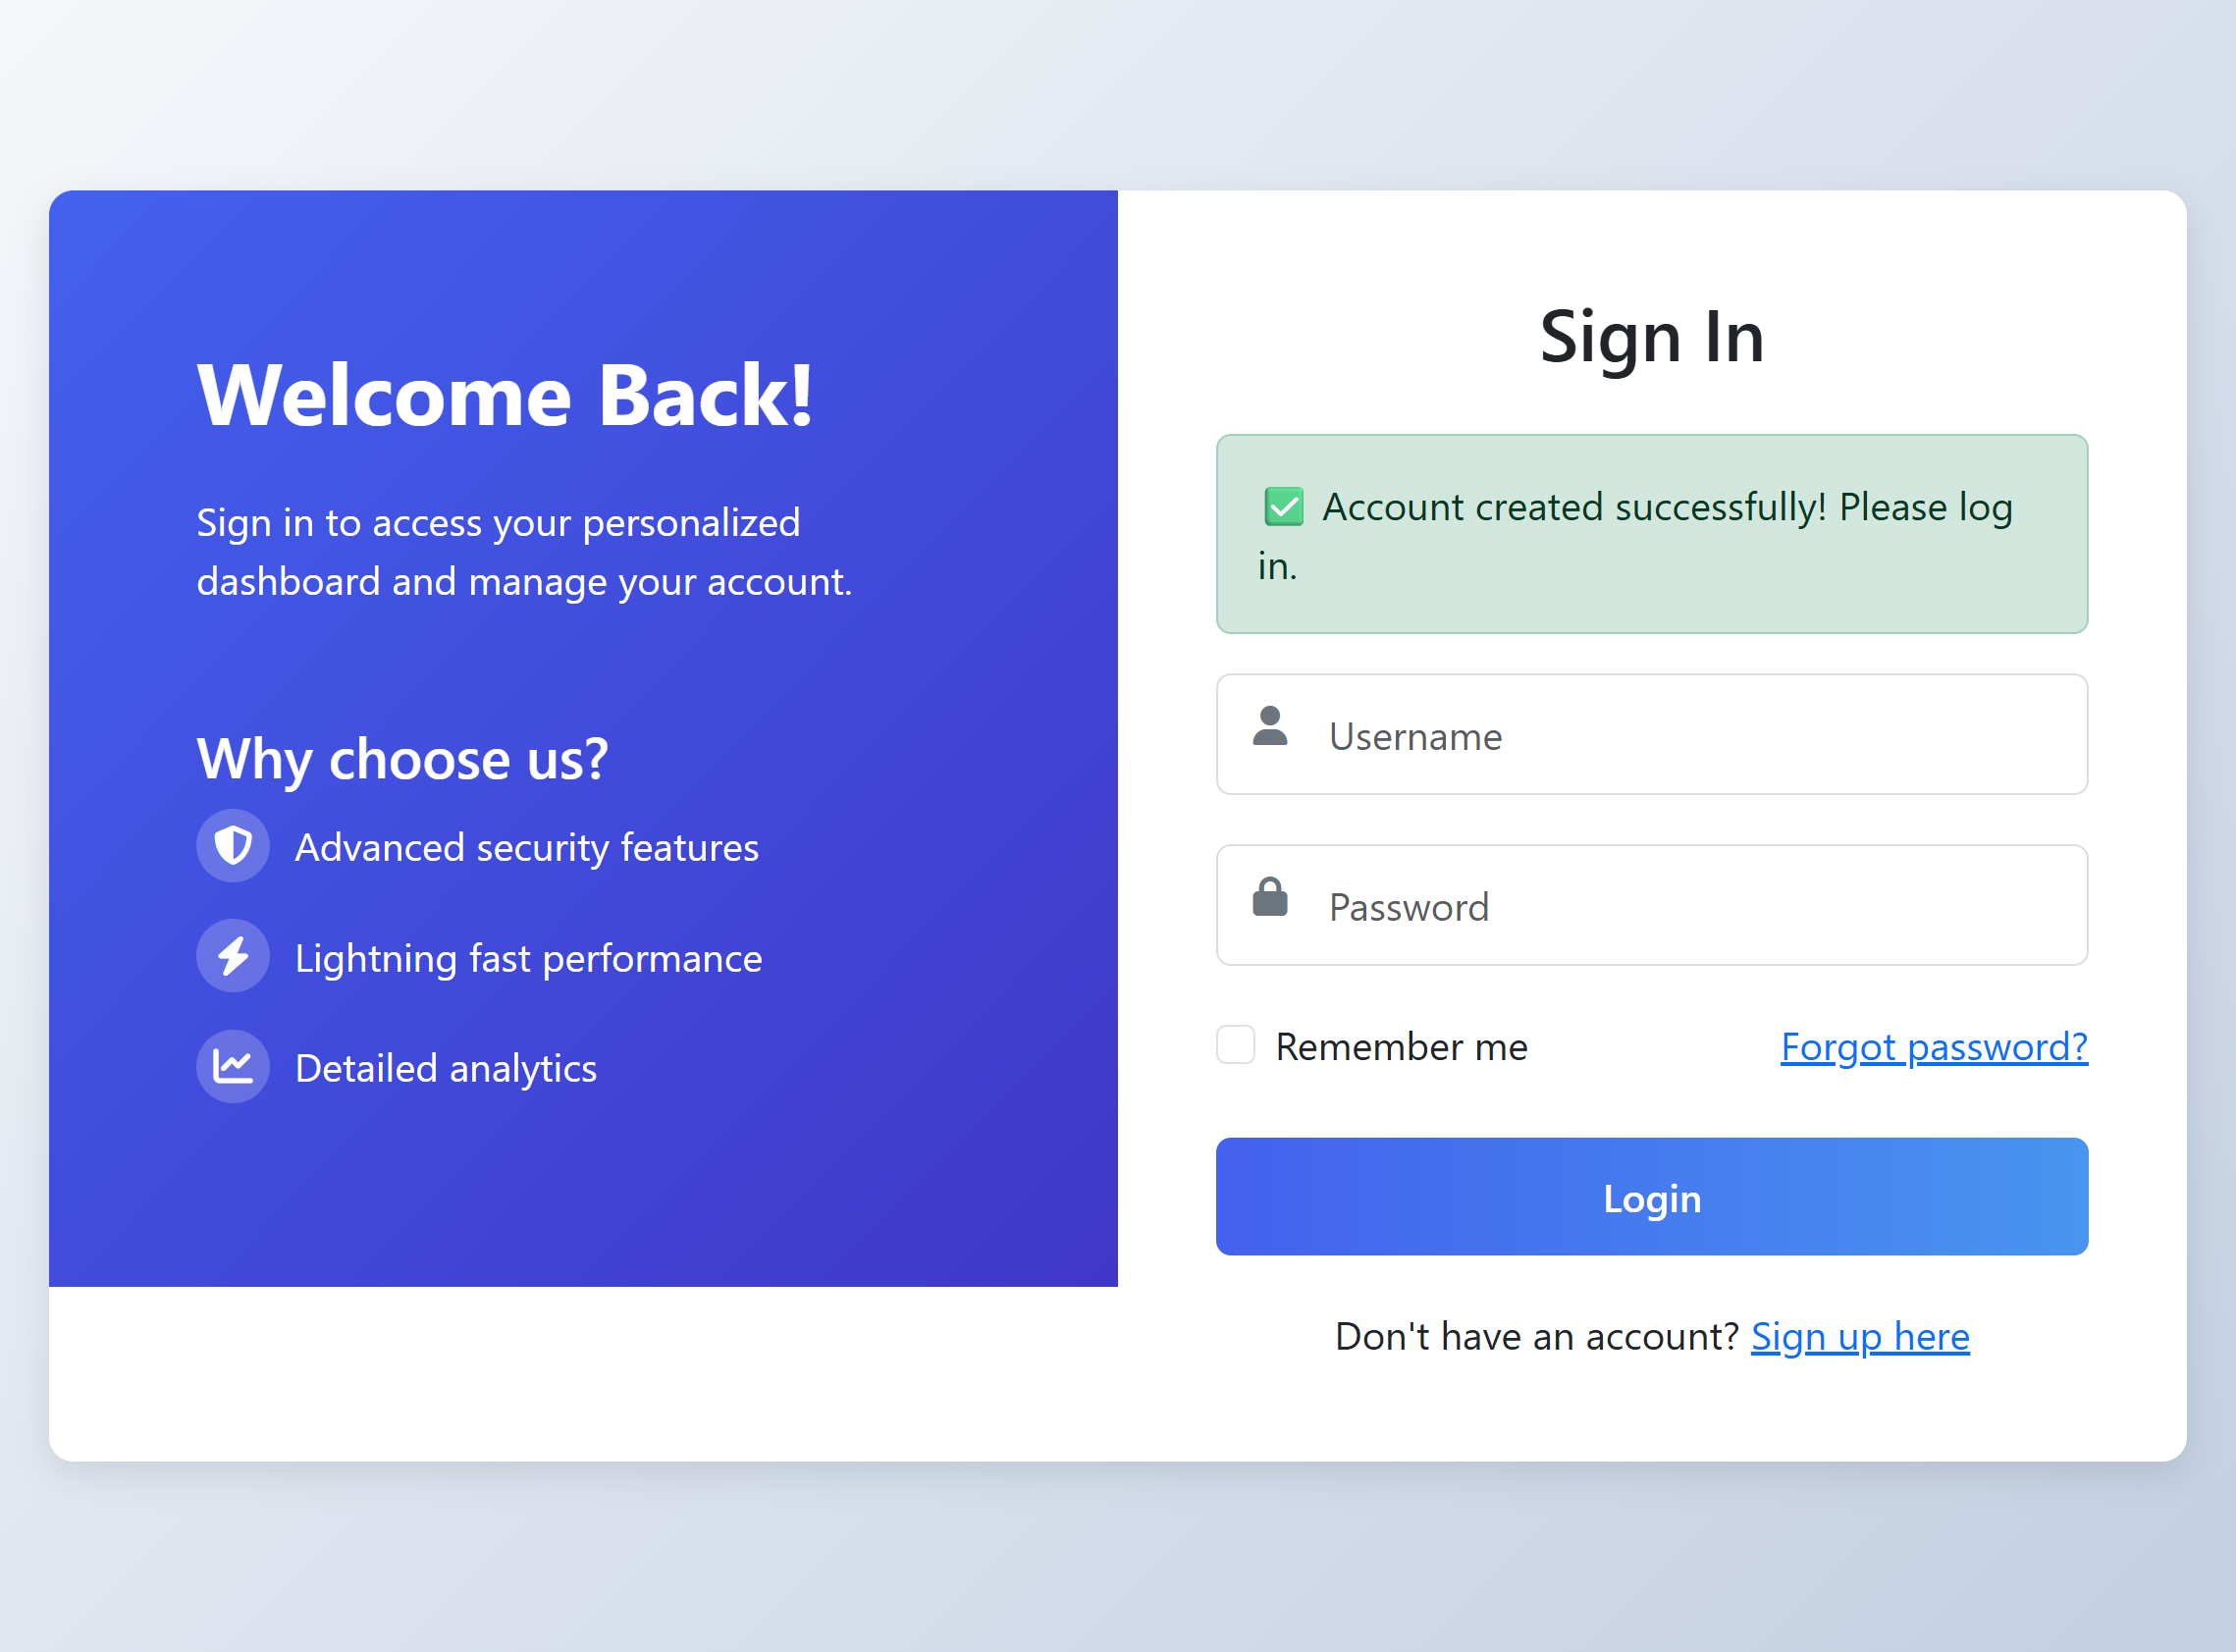 Welcome Back!
Sign in to access your personalized
dashboard and manage your account.
Why choose us?
Advanced security features
Lightning fast performance
Detailed analytics
Sign In
✅ Account created successfully! Please log
in.
Username
Password
Remember me
Forgot password?
Login
Don't have an account? Sign up here